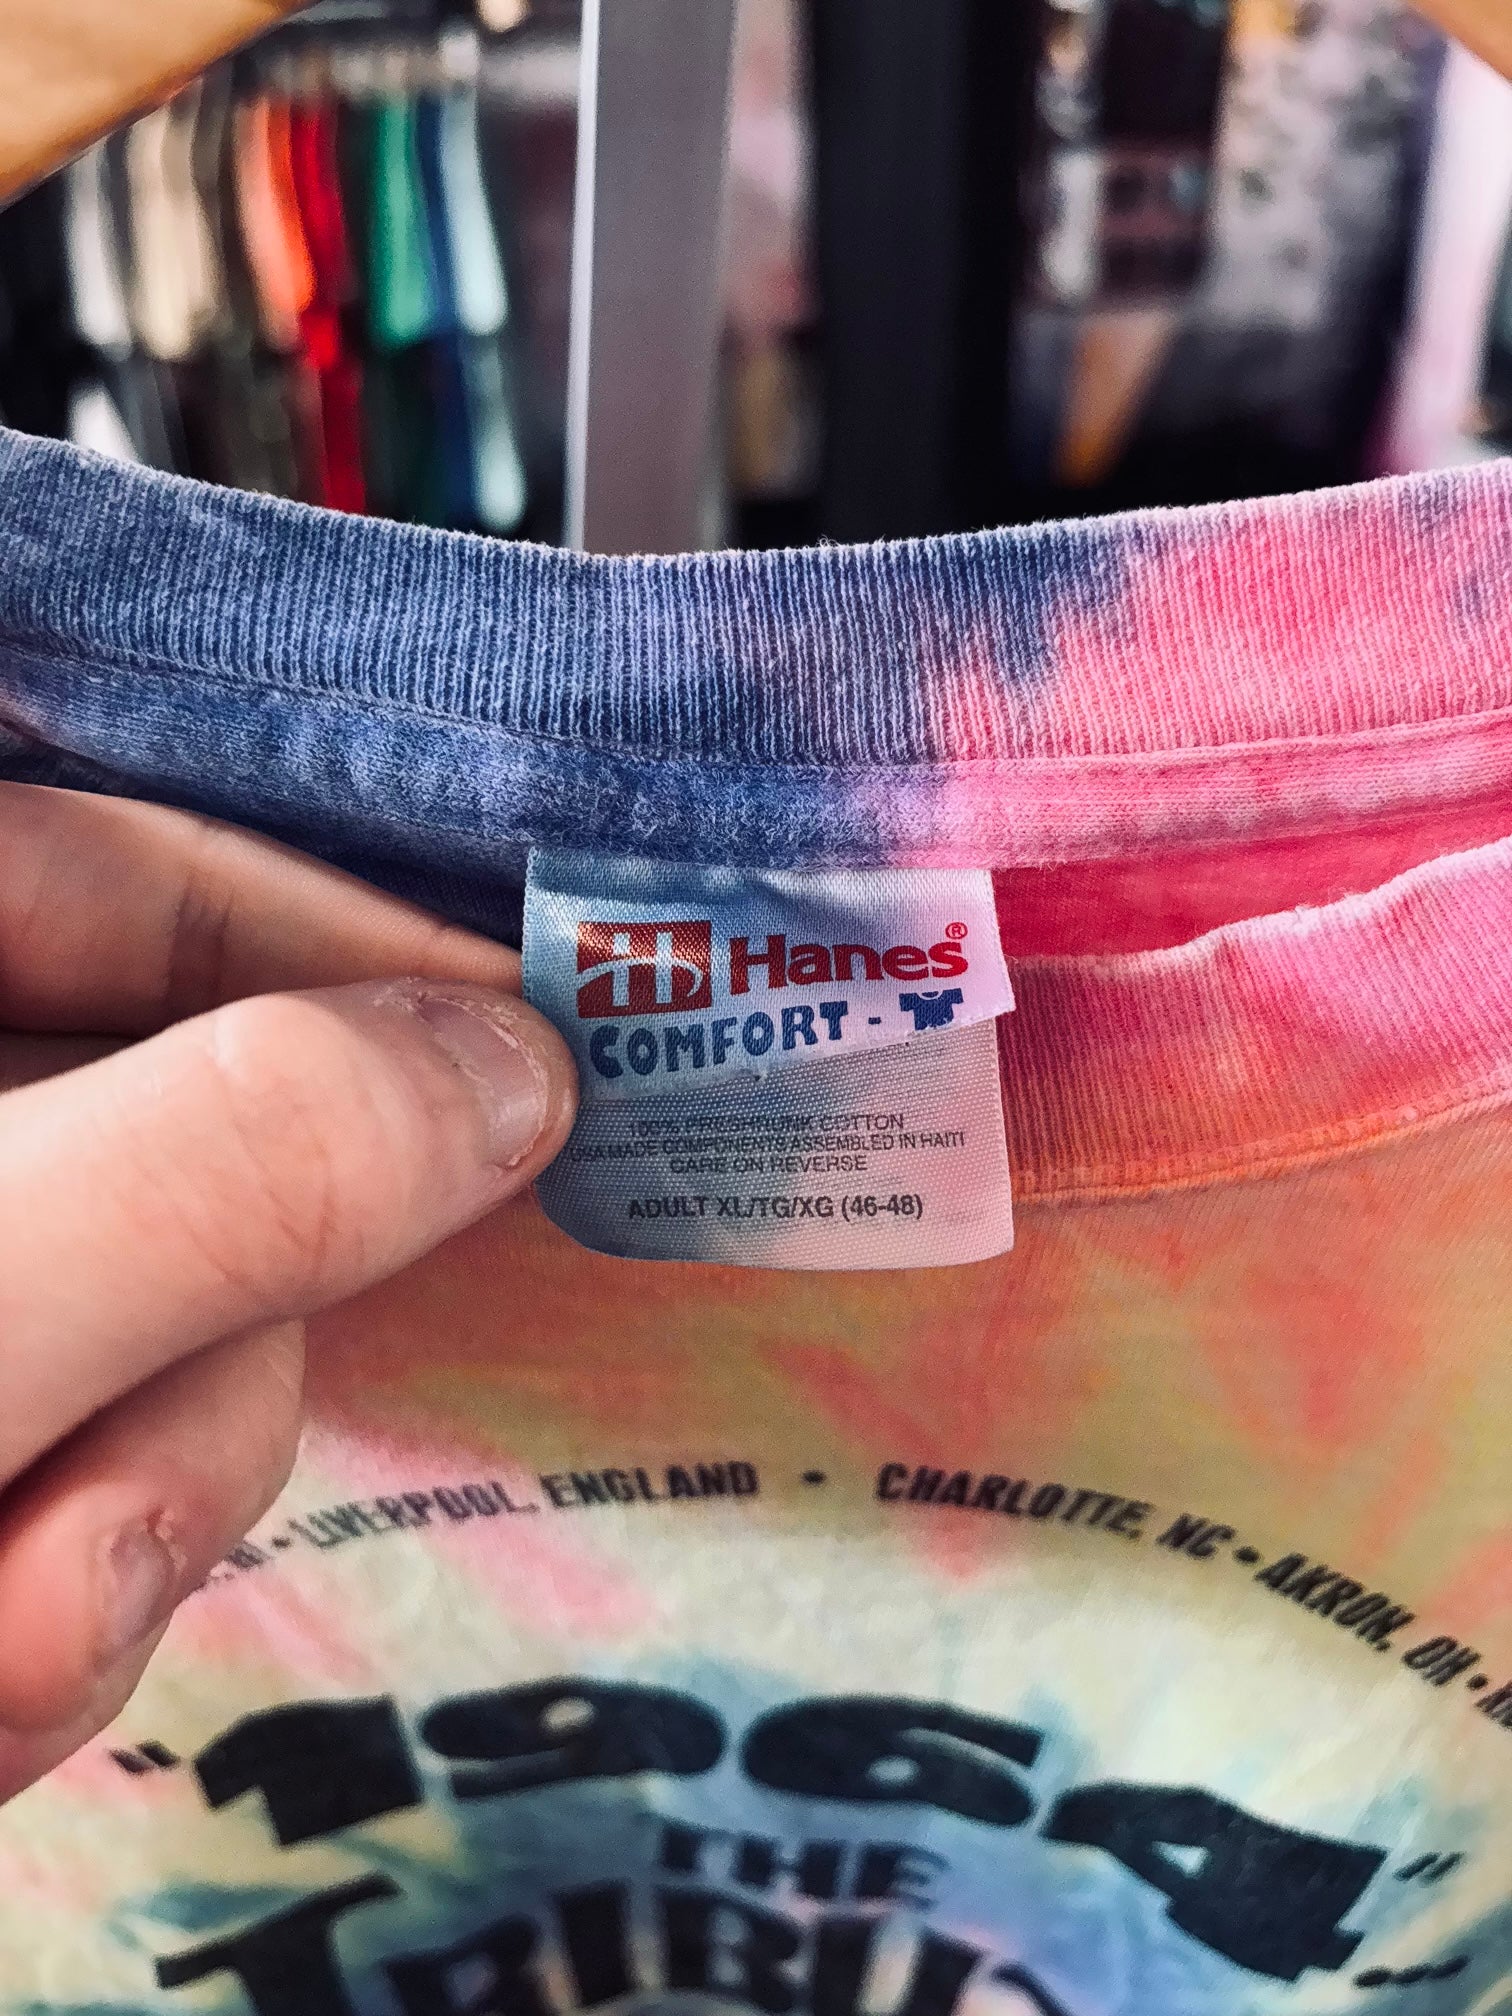 H Hanes®
COMFORT -
100% PRESHRUNK COTTON
USA MADE COMPONENTS ASSEMBLED IN HAITI
CARE ON REVERSE
ADULT XL/TG/XG (46-48)
• LIVERPOOL, ENGLAND • CHARLOTTE, NC • AKRON, OH •
"1964"...
THE